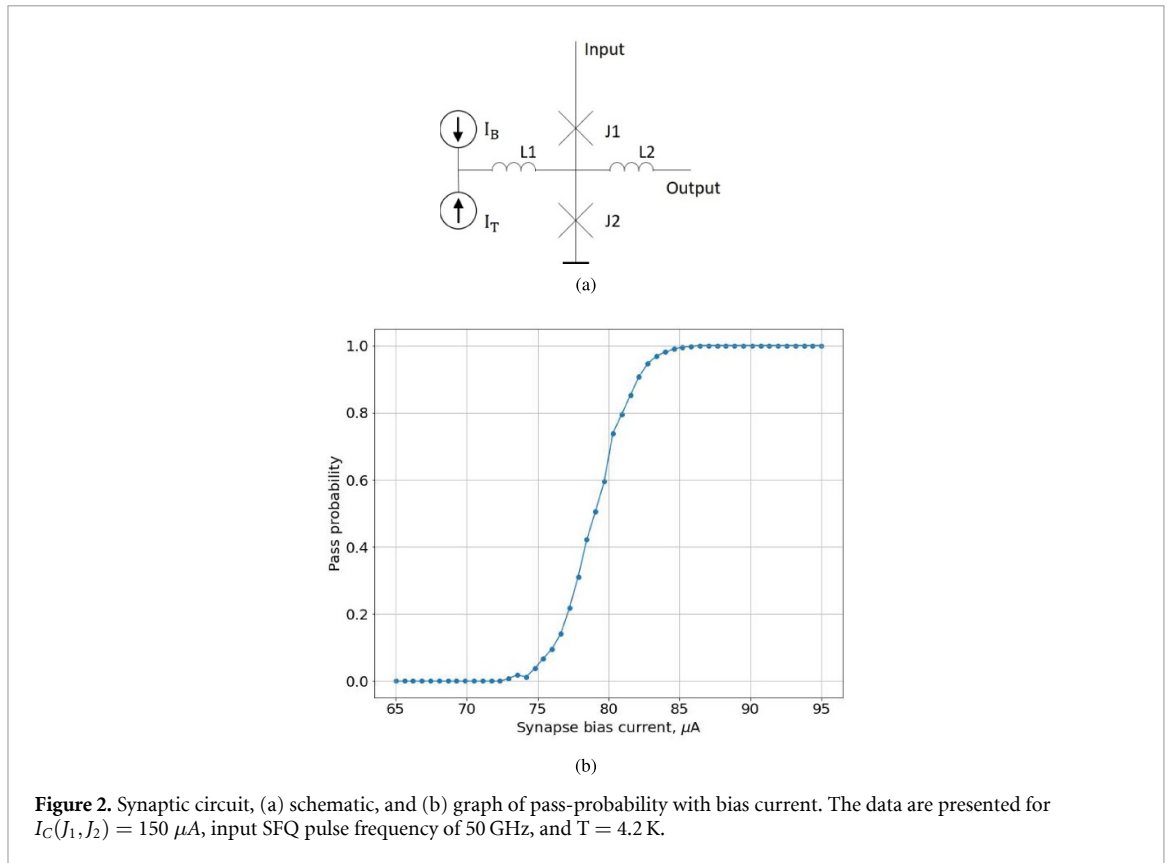 Input
I_B
L1
J1
L2
Output
I_T
J2
(a)
1.0
0.8
0.6
0.4
0.2
0.0
Pass probability
65 70 75 80 85 90 95
Synapse bias current, μA
(b)
Figure 2. Synaptic circuit, (a) schematic, and (b) graph of pass-probability with bias current. The data are presented for
I_C(J_1,J_2) = 150 μA, input SFQ pulse frequency of 50 GHz, and T = 4.2 K.